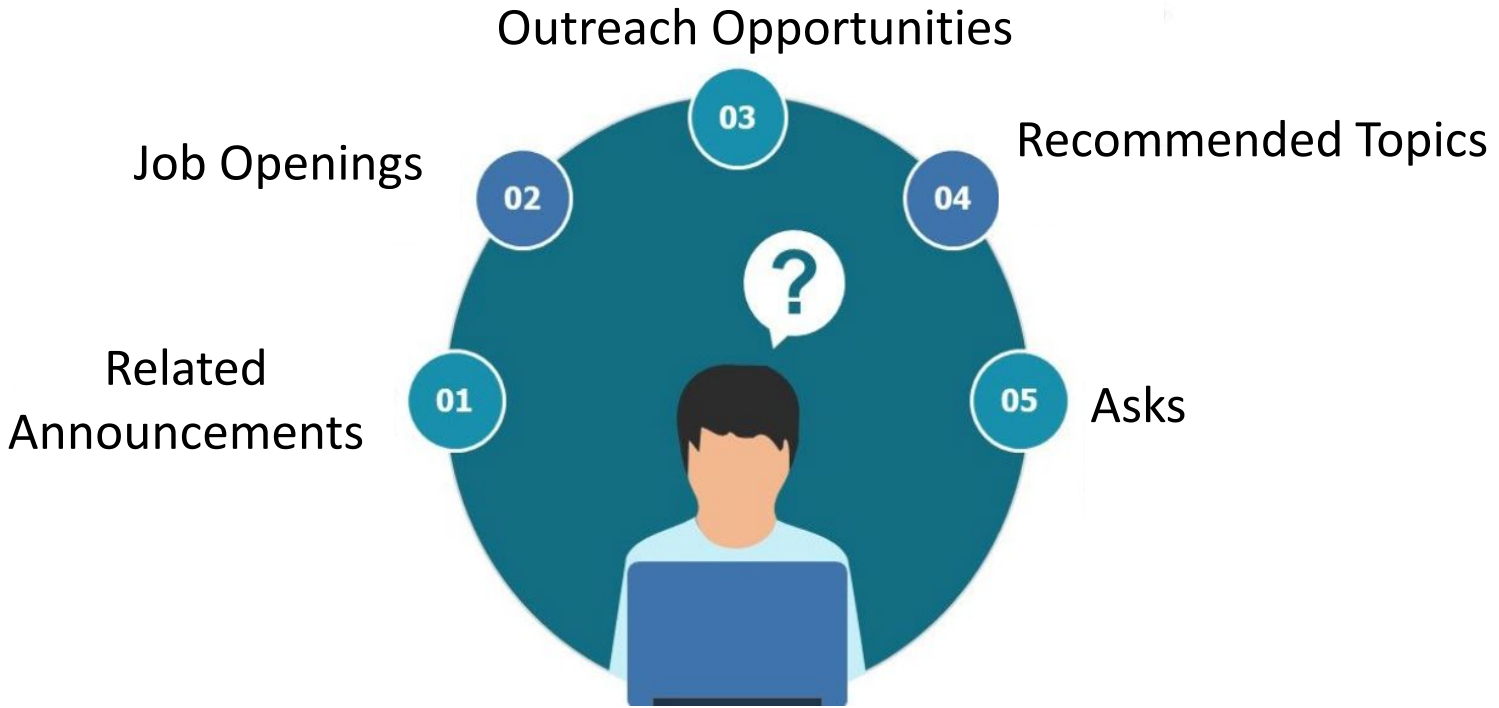 Outreach Opportunities
03
Job Openings
02
Recommended Topics
04
?
Related
Announcements
01
05
Asks